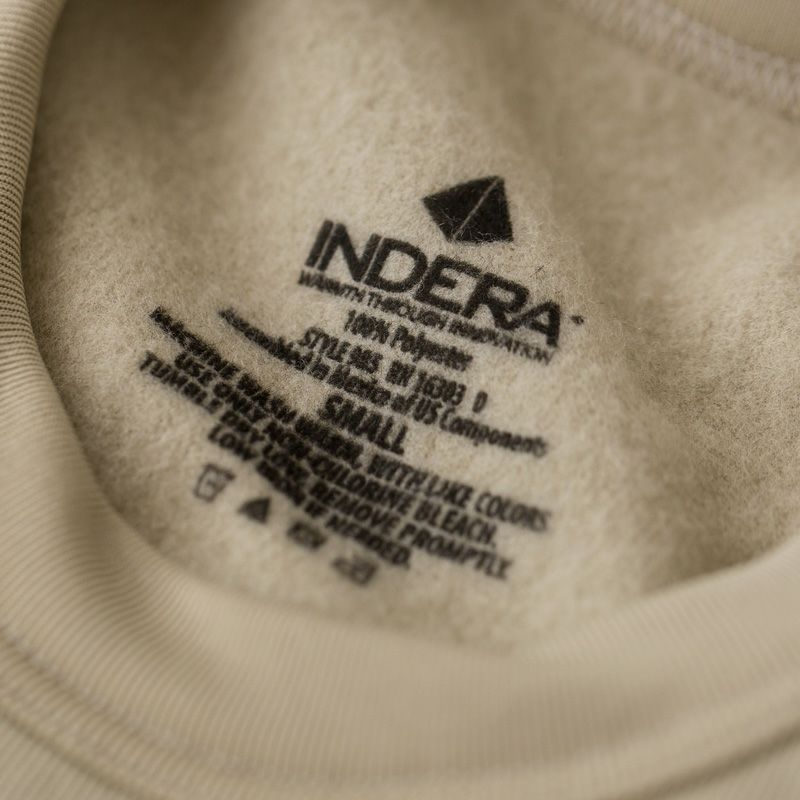 INDERA
WARMTH THROUGH INNOVATION
100% Polyester
STYLE
Assembled in Mexico of US Components
SMALL
MACHINE WASH WARM, WITH LIKE COLORS.
USE ONLY NON-CHLORINE BLEACH.
TUMBLE DRY LOW, REMOVE PROMPTLY.
LOW IRON, IF NEEDED.